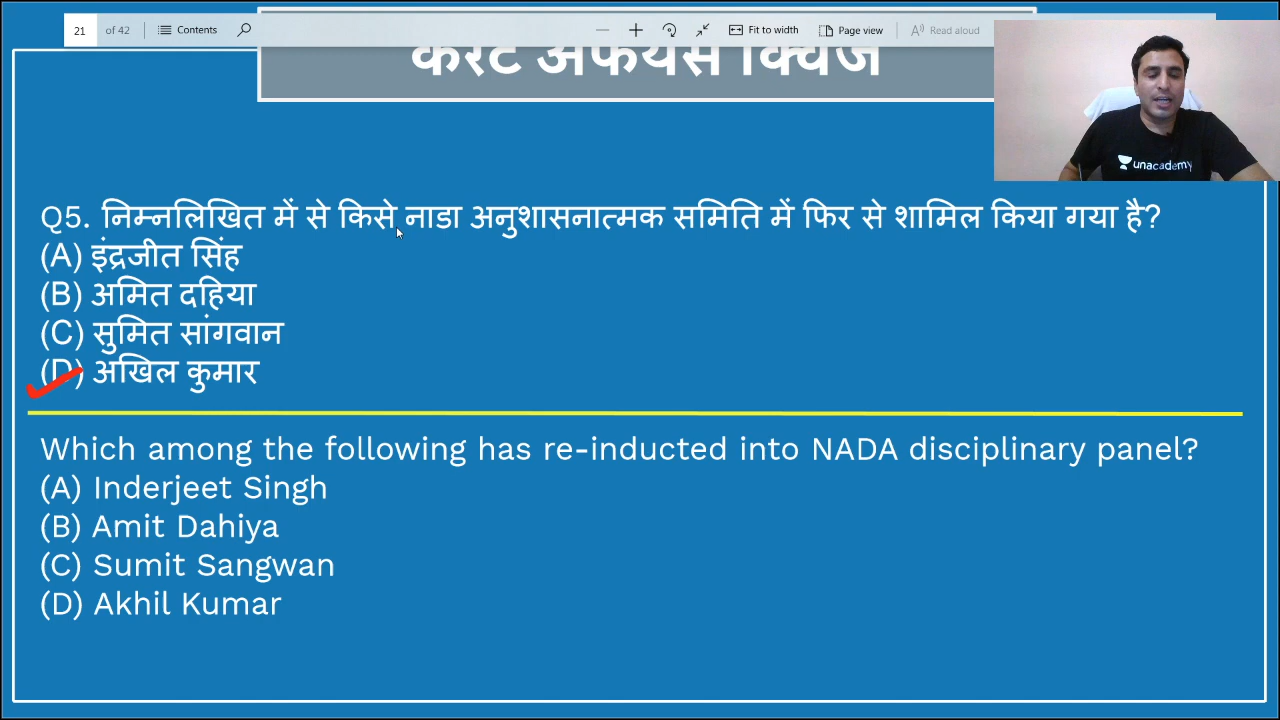 21 of 42 Contents Fit to width Page view Read aloud
करेंट अफेयर्स क्विज
unacademy
Q5. निम्नलिखित में से किसे नाडा अनुशासनात्मक समिति में फिर से शामिल किया गया है?
(A) इंद्रजीत सिंह
(B) अमित दहिया
(C) सुमित सांगवान
(D) अखिल कुमार
Which among the following has re-inducted into NADA disciplinary panel?
(A) Inderjeet Singh
(B) Amit Dahiya
(C) Sumit Sangwan
(D) Akhil Kumar